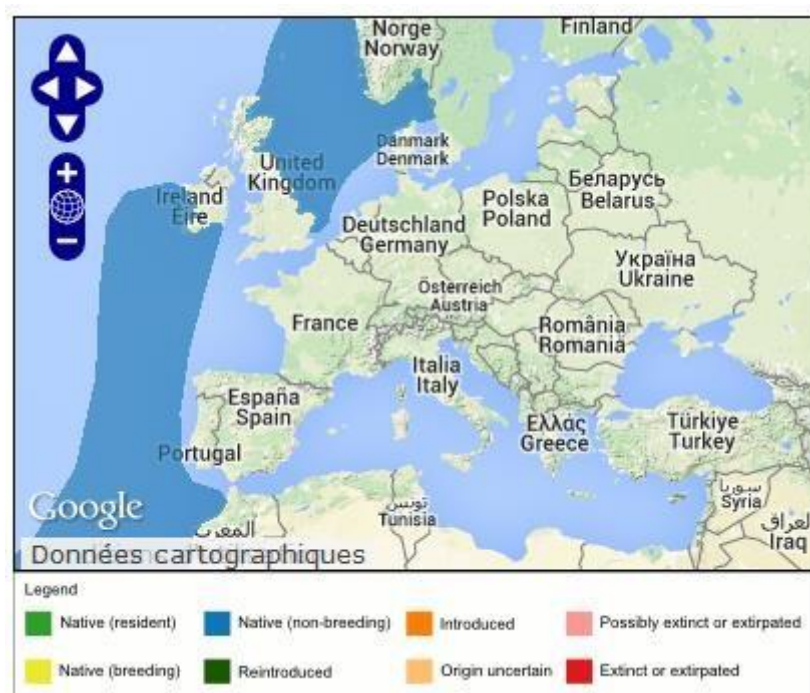 Norge
Norway
Finland
Danmark
Denmark
United
Kingdom
Ireland
Éire
Беларусь
Belarus
Polska
Poland
Deutschland
Germany
Україна
Ukraine
Österreich
Austria
France
România
Romania
Italia
Italy
España
Spain
Ελλάς
Greece
Türkiye
Turkey
Portugal
تونس
Tunisia
سوريا
Syria
العراق
Iraq
المغرب
Google
Données cartographiques
Legend
Native (resident)
Native (non-breeding)
Introduced
Possibly extinct or extirpated
Native (breeding)
Reintroduced
Origin uncertain
Extinct or extirpated